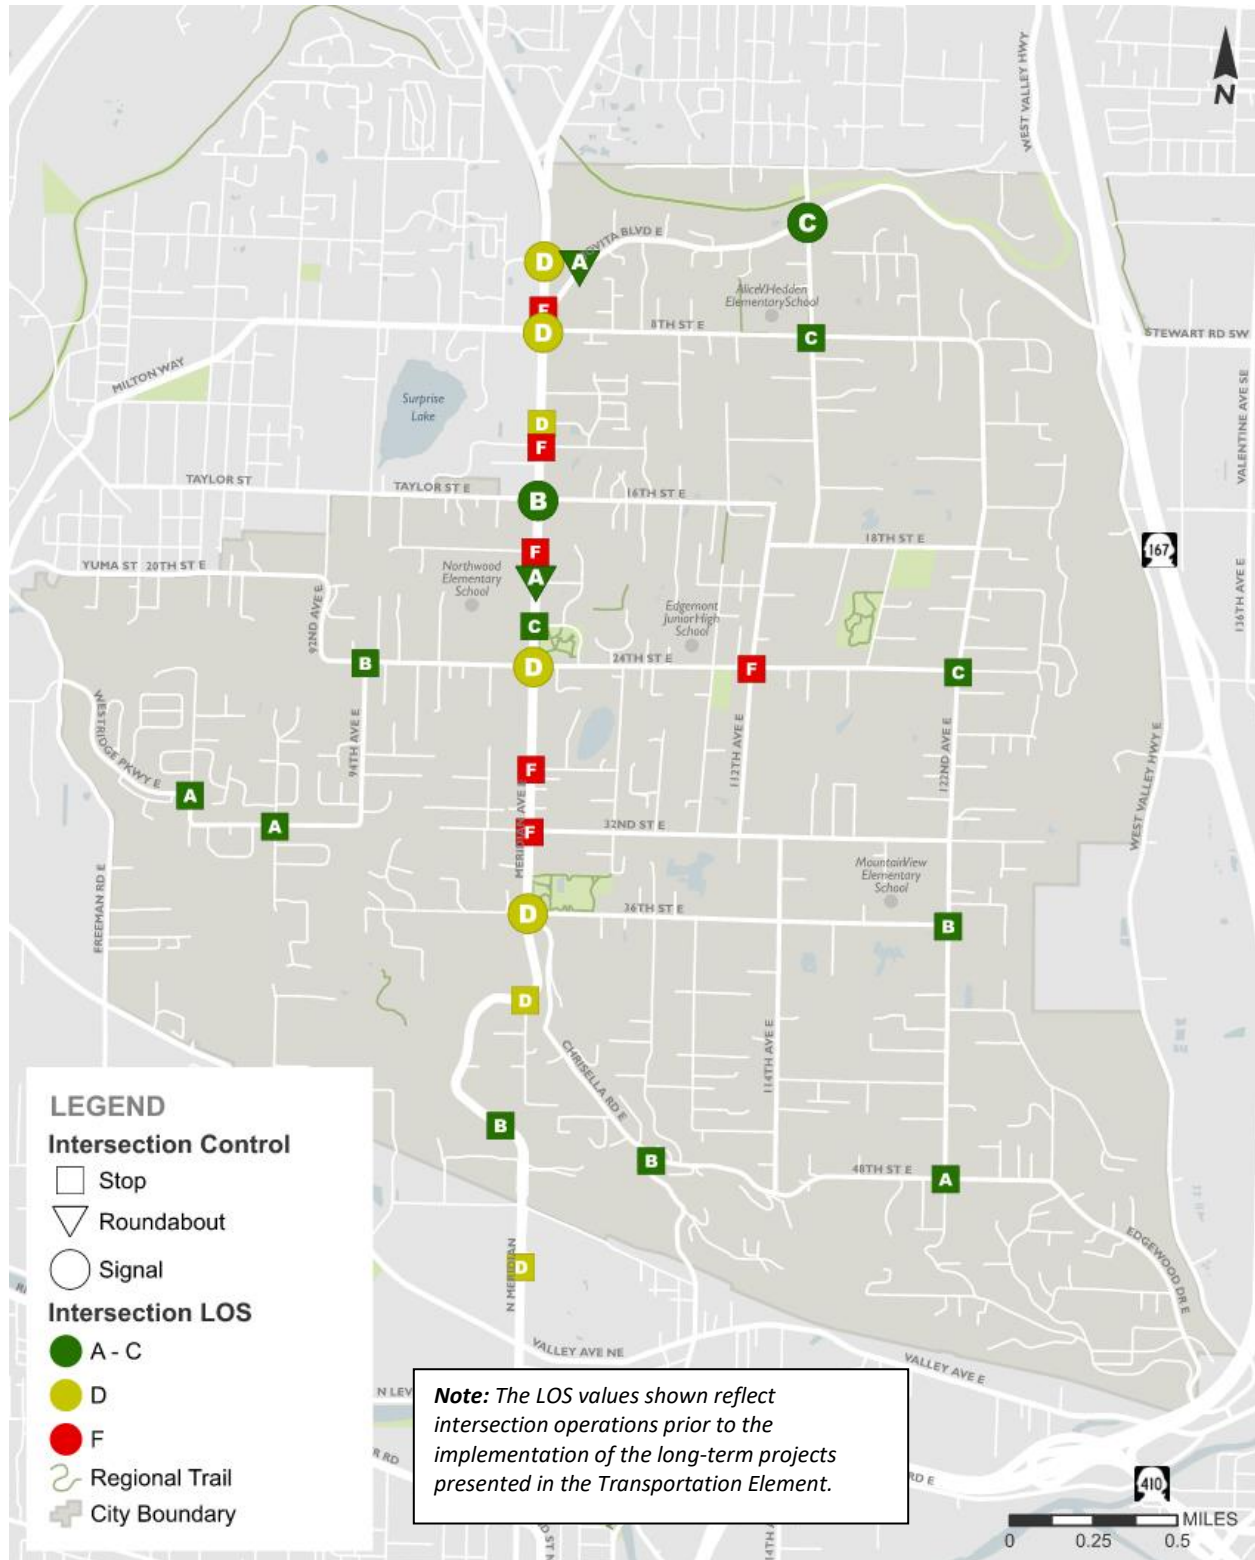 WEST VALLEY HWY
N
C
D
A
VITA BLVD E
F
D
AliceV.Hedden
ElementarySchool
8TH ST E
C
STEWART RD SW
MILTON WAY
Surprise
Lake
VALENTINE AVE SE
D
F
TAYLOR ST
TAYLOR ST E
B
16TH ST E
18TH ST E
167
F
A
YUMA ST 20TH ST E
Northwood
Elementary
School
Edgemont
JuniorHigh
School
136TH AVE E
92ND AVE E
C
B
D
24TH ST E
F
C
WESTRIDGE PKWY E
94TH AVE E
112TH AVE E
122ND AVE E
WEST VALLEY HWY E
F
A
A
MERIDIAN AVE E
F
32ND ST E
MountainView
Elementary
School
FREEMAN RD E
D
36TH ST E
B
D
CHRISELLA RD E
114TH AVE E
B
B
48TH ST E
A
EDGEWOOD DR E
N MERIDIAN
D
VALLEY AVE NE
VALLEY AVE E
N LEV
R RD
RD E
410
LEGEND
Intersection Control
Stop
Roundabout
Signal
Intersection LOS
A - C
D
F
Regional Trail
City Boundary
Note: The LOS values shown reflect
intersection operations prior to the
implementation of the long-term projects
presented in the Transportation Element.
MILES
0 0.25 0.5